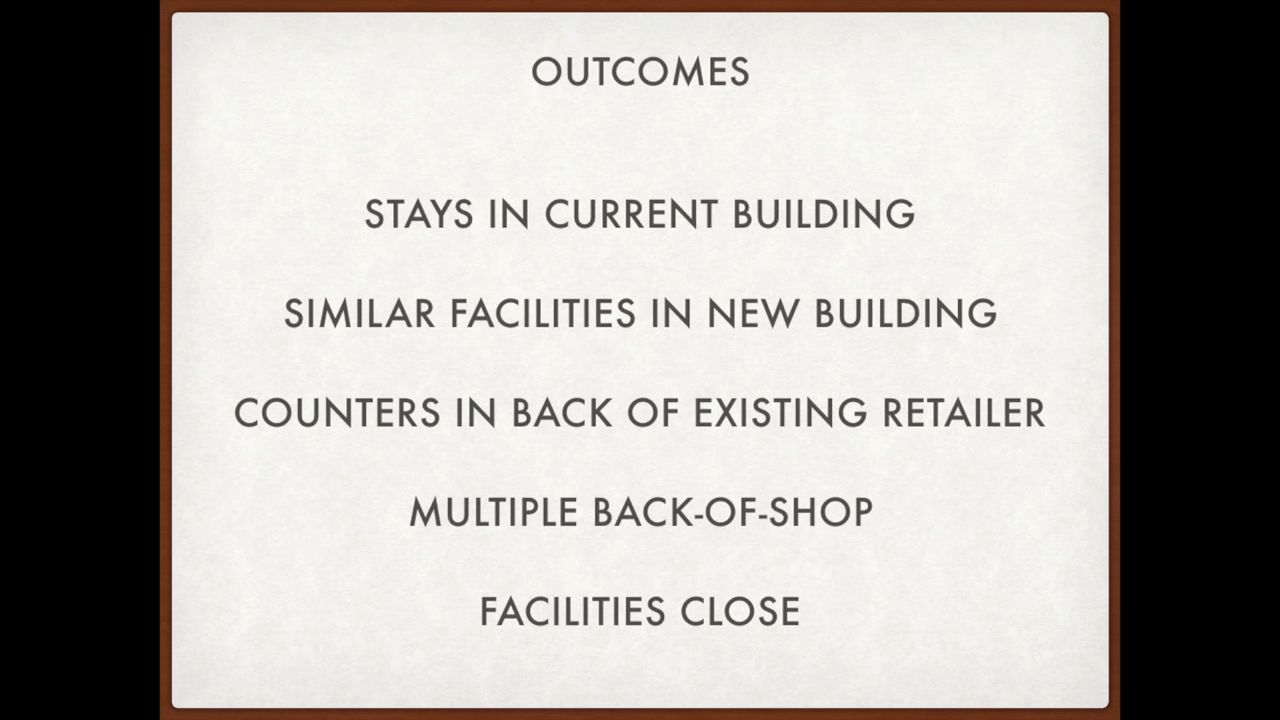 OUTCOMES
STAYS IN CURRENT BUILDING
SIMILAR FACILITIES IN NEW BUILDING
COUNTERS IN BACK OF EXISTING RETAILER
MULTIPLE BACK-OF-SHOP
FACILITIES CLOSE